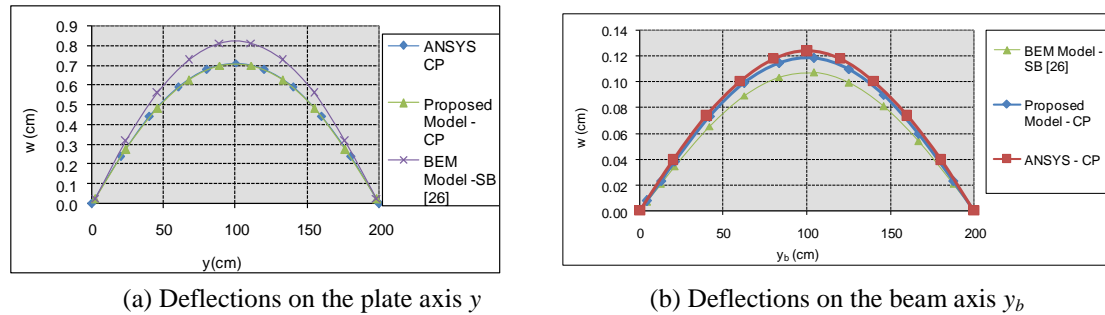 0.9
0.8
0.7
0.6
0.5
0.4
0.3
0.2
0.1
0.0
w (cm)
0 50 100 150 200
y(cm)
ANSYS
CP
Proposed
Model -
CP
BEM
Model -SB
[26]
(a) Deflections on the plate axis y
0.14
0.12
0.10
0.08
0.06
0.04
0.02
0.00
w (cm)
0 50 100 150 200
yb (cm)
BEM Model -
SB [26]
Proposed
Model - CP
ANSYS - CP
(b) Deflections on the beam axis yb